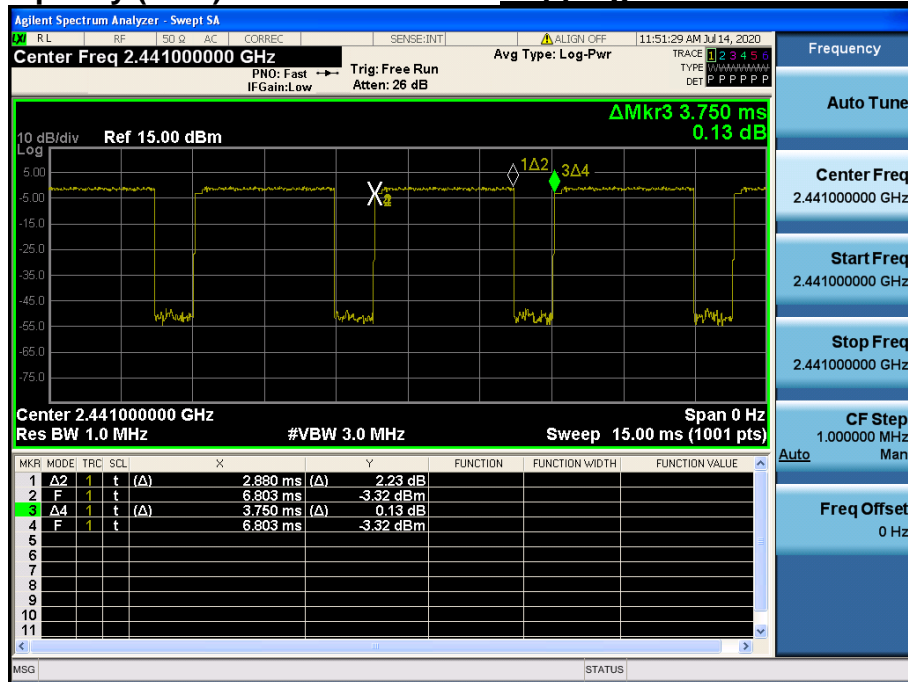 Agilent Spectrum Analyzer - Swept SA
LXI RL RF 50 Ω AC CORREC SENSE:INT ALIGN OFF 11:51:29 AM Jul 14, 2020
Center Freq 2.441000000 GHz
PNO: Fast
IFGain:Low
Trig: Free Run
Atten: 26 dB
Avg Type: Log-Pwr
TRACE 1 2 3 4 5 6
TYPE WWWWWW
DET P P P P P P
ΔMkr3 3.750 ms
0.13 dB
10 dB/div Ref 15.00 dBm
Log
5.00
-5.00
-15.0
-25.0
-35.0
-45.0
-55.0
-65.0
-75.0
1Δ2
3Δ4
X2
Center 2.441000000 GHz Span 0 Hz
Res BW 1.0 MHz #VBW 3.0 MHz Sweep 15.00 ms (1001 pts)
MKR MODE TRC SCL X Y FUNCTION FUNCTION WIDTH FUNCTION VALUE
1 Δ2 1 t (Δ) 2.880 ms (Δ) 2.23 dB
2 F 1 t 6.803 ms -3.32 dBm
3 Δ4 1 t (Δ) 3.750 ms (Δ) 0.13 dB
4 F 1 t 6.803 ms -3.32 dBm
5
6
7
8
9
10
11
MSG STATUS
Frequency
Auto Tune
Center Freq
2.441000000 GHz
Start Freq
2.441000000 GHz
Stop Freq
2.441000000 GHz
CF Step
1.000000 MHz
Auto Man
Freq Offset
0 Hz